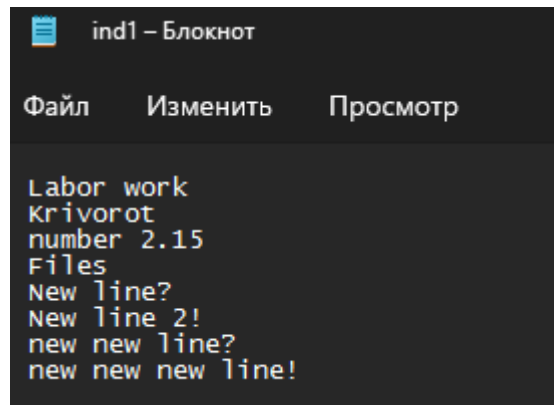 ind1 – Блокнот
Файл Изменить Просмотр
Labor work
Krivorot
number 2.15
Files
New line?
New line 2!
new new line?
new new new line!